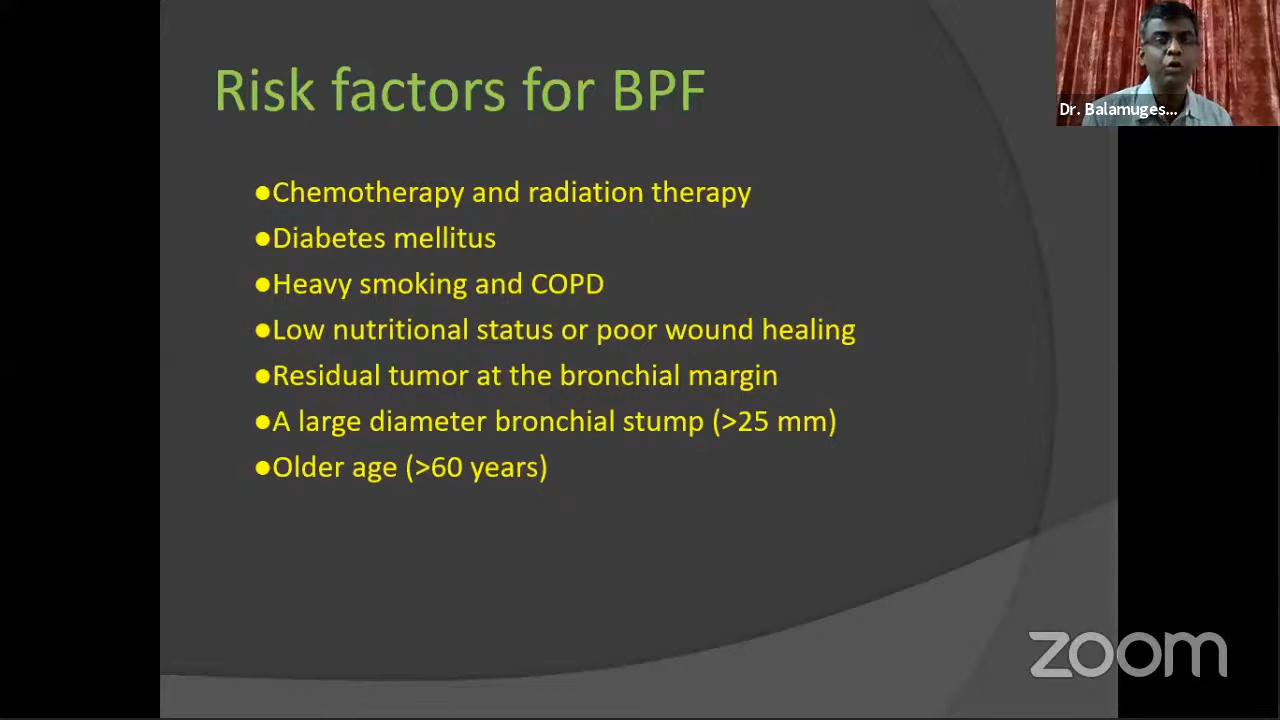 Risk factors for BPF
Dr. Balamuges...
●Chemotherapy and radiation therapy
●Diabetes mellitus
●Heavy smoking and COPD
●Low nutritional status or poor wound healing
●Residual tumor at the bronchial margin
●A large diameter bronchial stump (>25 mm)
●Older age (>60 years)
zoom